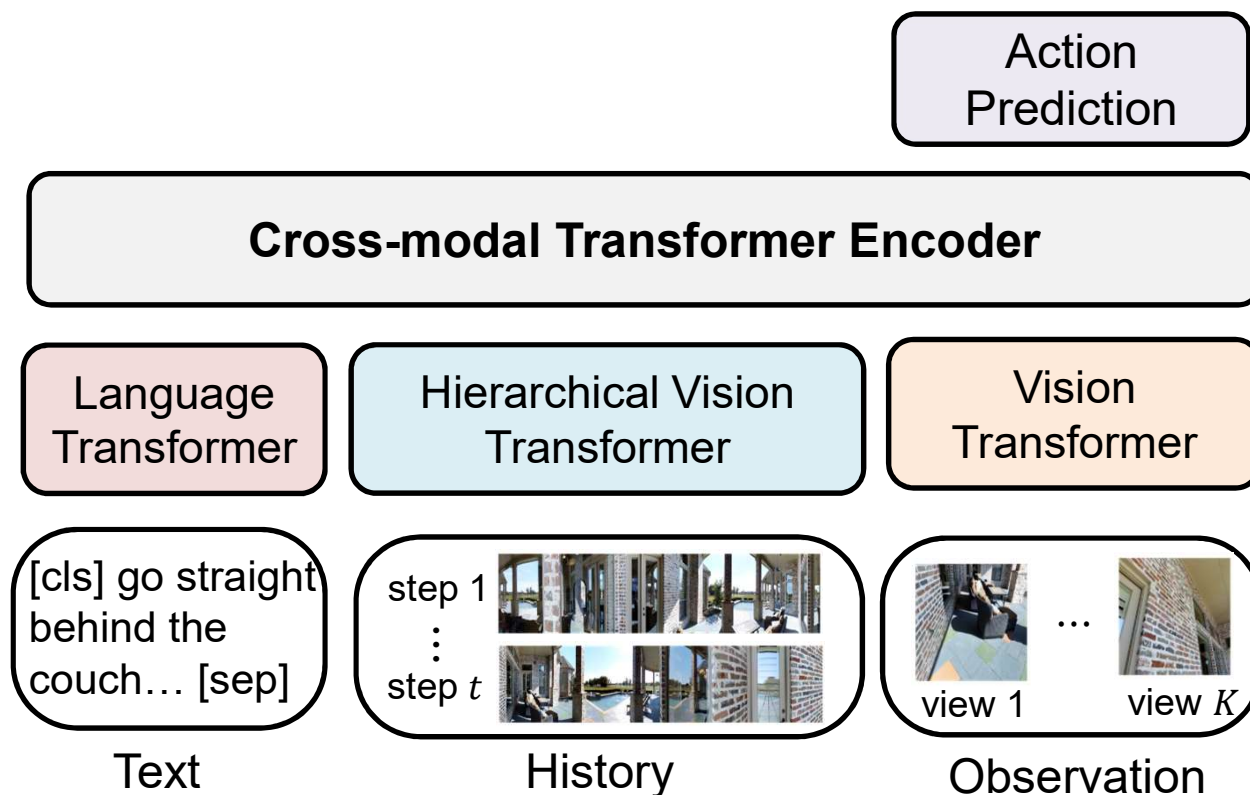 Action
Prediction
Cross-modal Transformer Encoder
Language
Transformer
Hierarchical Vision
Transformer
Vision
Transformer
[cls] go straight
behind the
couch… [sep]
step 1
⋮
step t
view 1
...
view K
Text
History
Observation